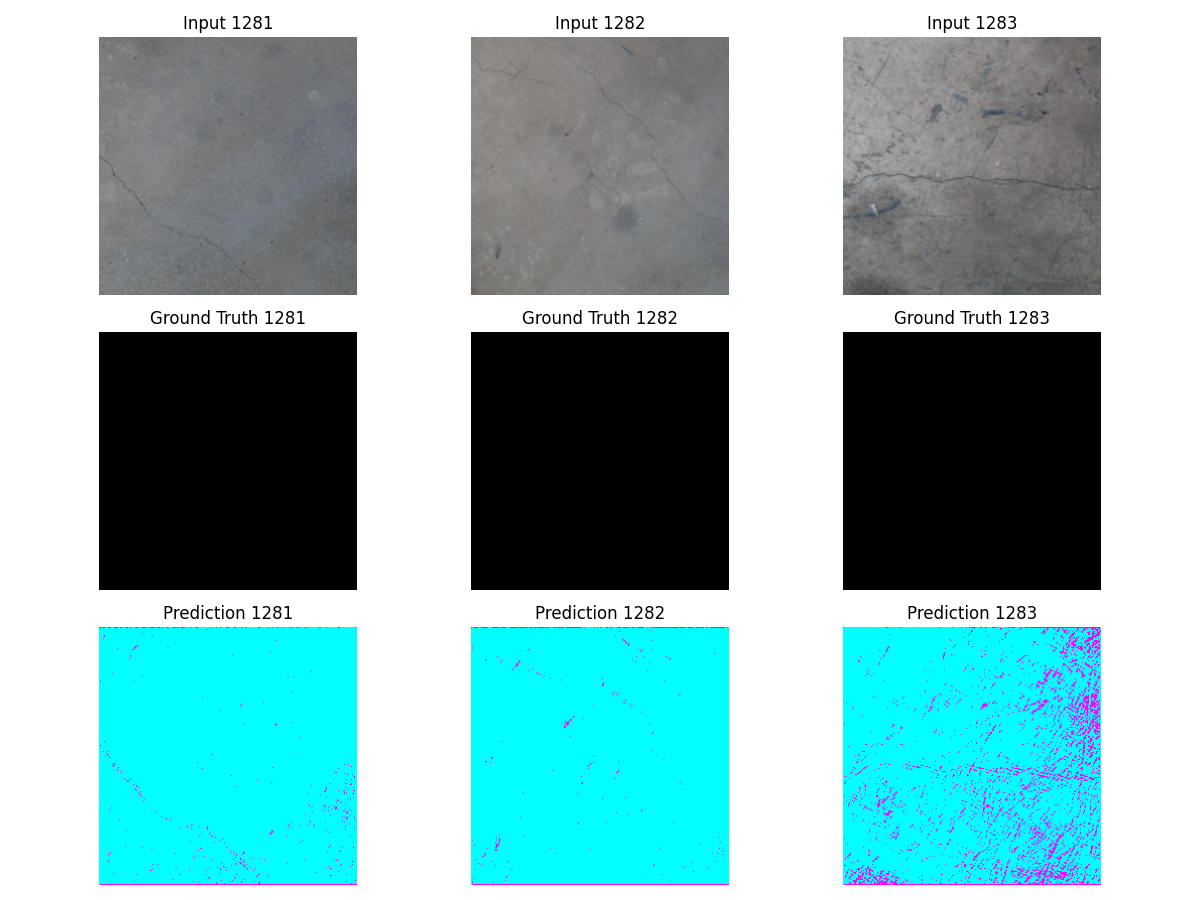 Input 1281
Input 1282
Input 1283
Ground Truth 1281
Ground Truth 1282
Ground Truth 1283
Prediction 1281
Prediction 1282
Prediction 1283